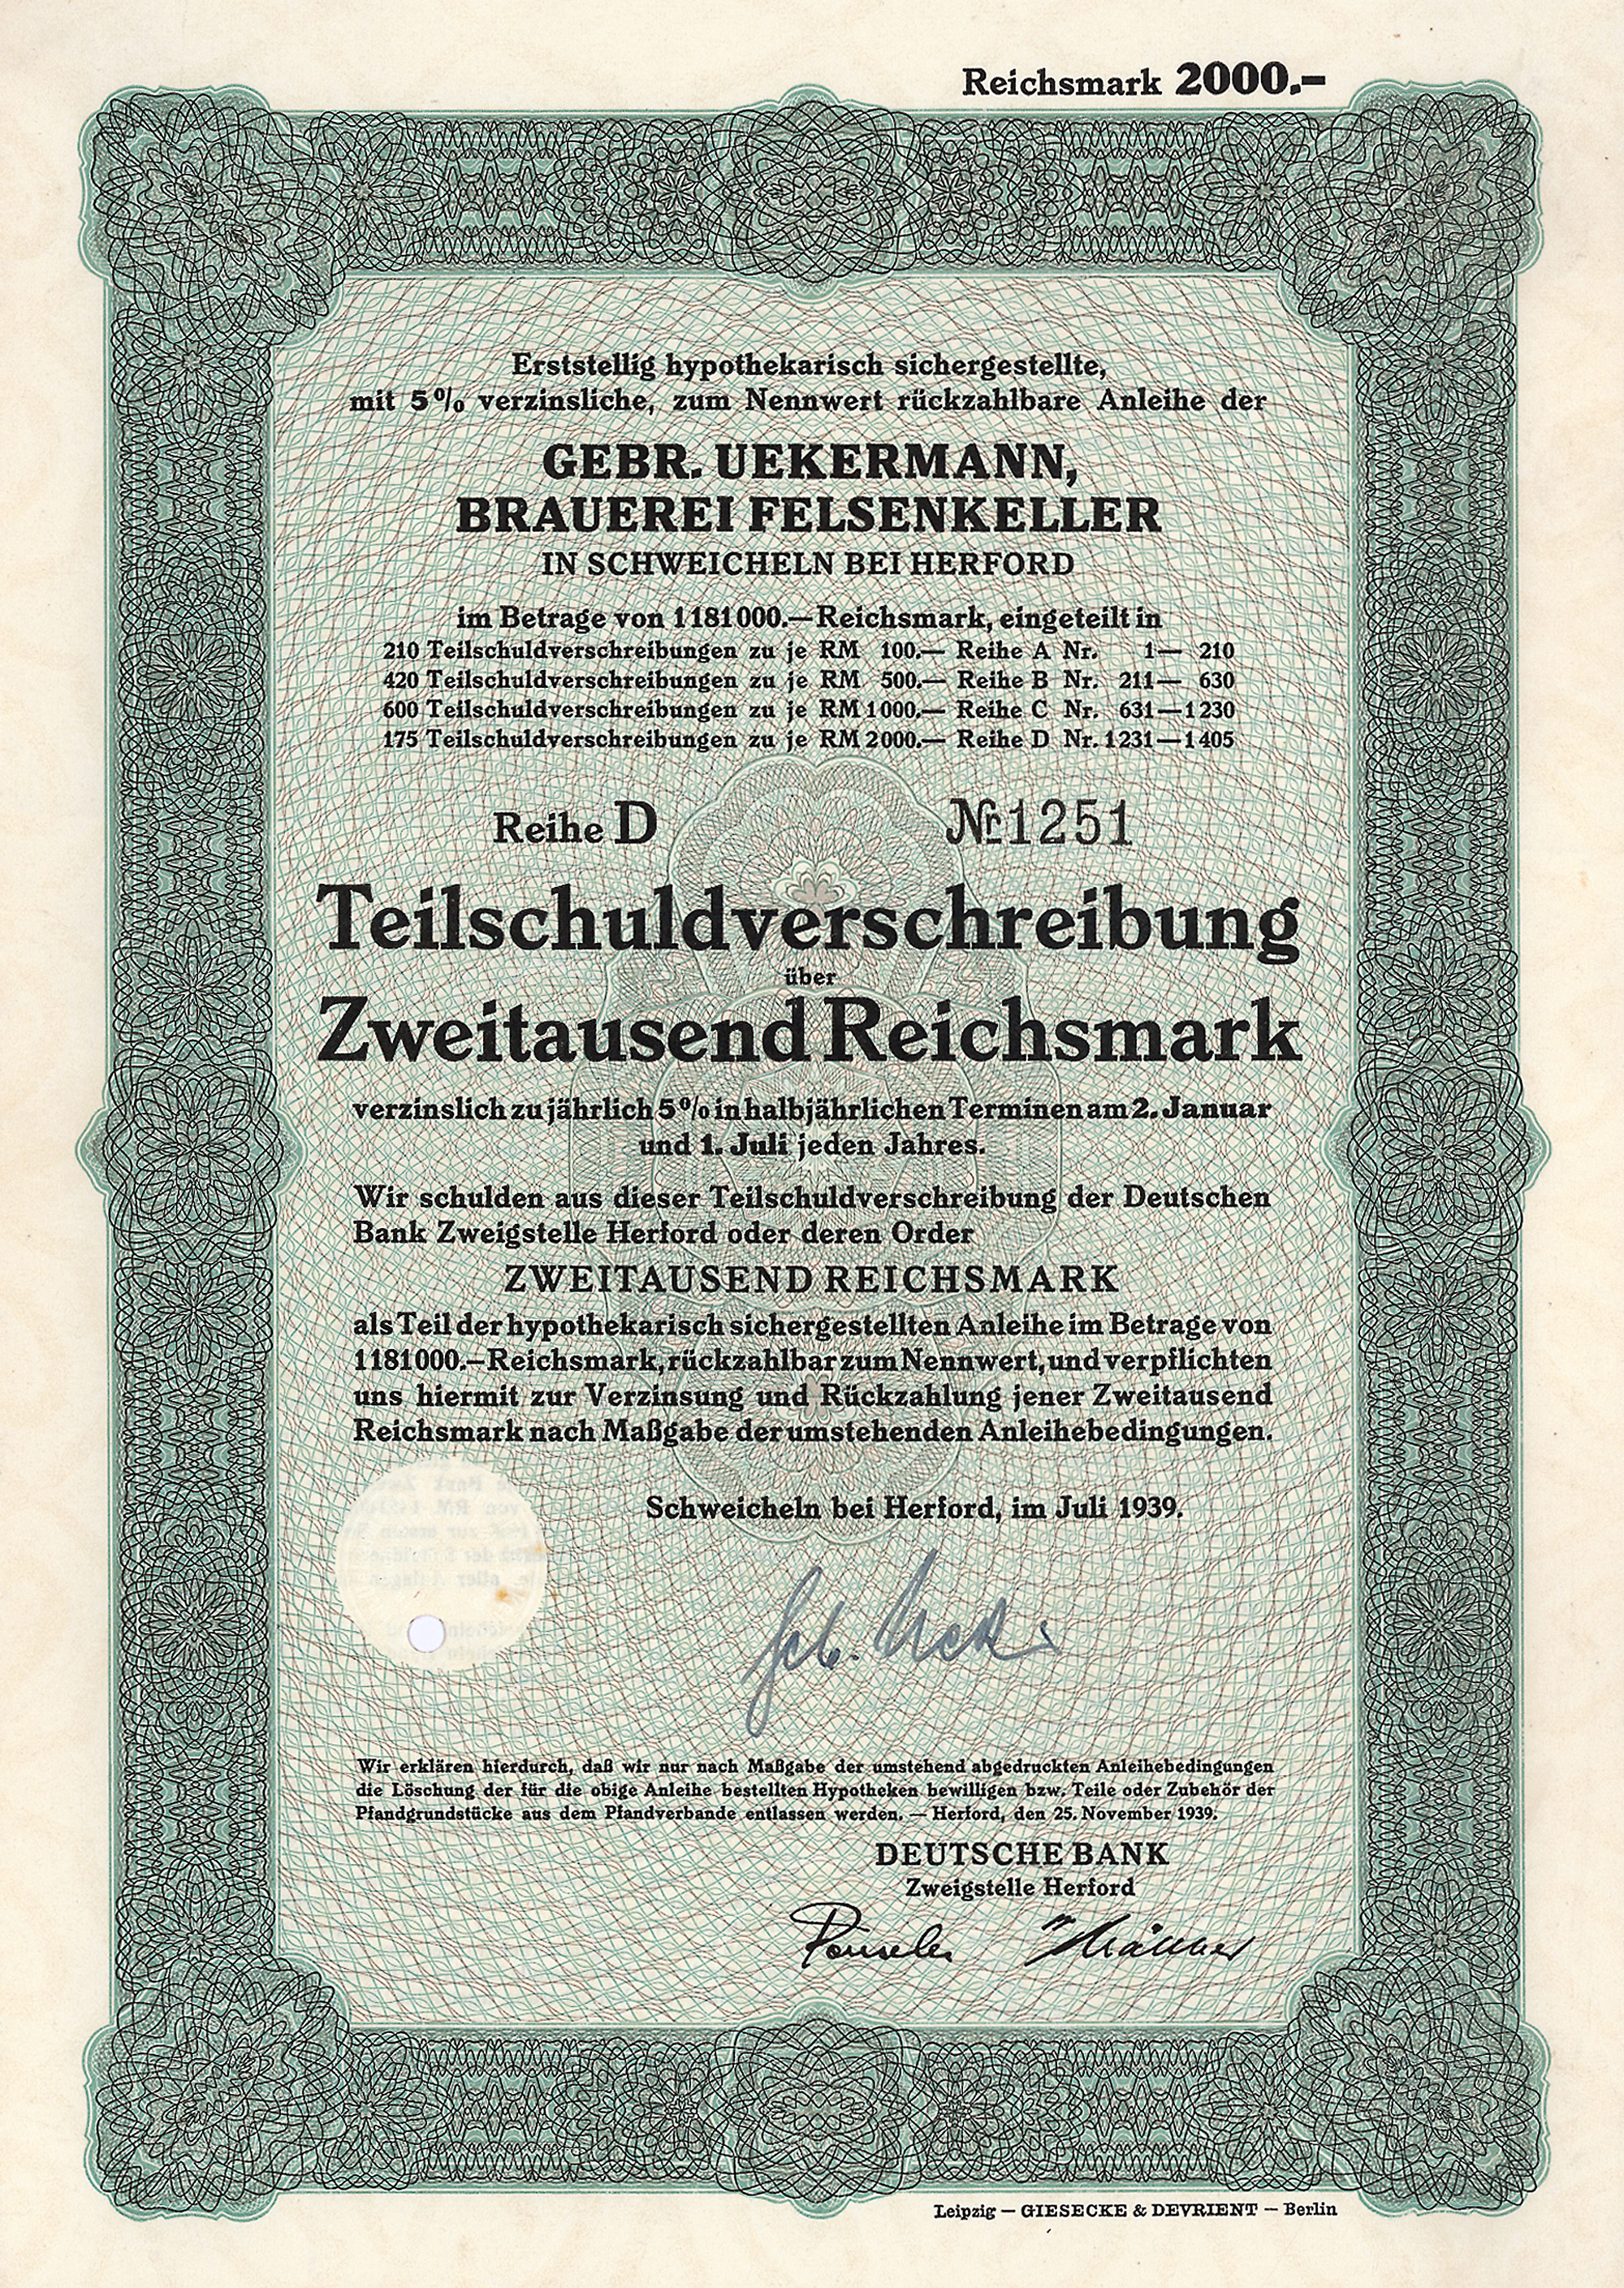 Reichsmark 2000.–
Erststellig hypothekarisch sichergestellte,
mit 5% verzinsliche, zum Nennwert rückzahlbare Anleihe der
GEBR. UEKERMANN,
BRAUEREI FELSENKELLER
IN SCHWEICHELN BEI HERFORD
im Betrage von 1181000.— Reichsmark, eingeteilt in
210 Teilschuldverschreibungen zu je RM 100.— Reihe A Nr. 1— 210
420 Teilschuldverschreibungen zu je RM 500.— Reihe B Nr. 211— 630
600 Teilschuldverschreibungen zu je RM 1000.— Reihe C Nr. 631—1230
175 Teilschuldverschreibungen zu je RM 2000.— Reihe D Nr. 1231—1405
Reihe D Nr 1251
Teilschuldverschreibung
über
Zweitausend Reichsmark
verzinslich zu jährlich 5% in halbjährlichen Terminen am 2. Januar
und 1. Juli jeden Jahres.
Wir schulden aus dieser Teilschuldverschreibung der Deutschen
Bank Zweigstelle Herford oder deren Order
ZWEITAUSEND REICHSMARK
als Teil der hypothekarisch sichergestellten Anleihe im Betrage von
1181000.– Reichsmark, rückzahlbar zum Nennwert, und verpflichten
uns hiermit zur Verzinsung und Rückzahlung jener Zweitausend
Reichsmark nach Maßgabe der umstehenden Anleihebedingungen.
Schweicheln bei Herford, im Juli 1939.
Wir erklären hierdurch, daß wir nur nach Maßgabe der umstehend abgedruckten Anleihebedingungen
die Löschung der für die obige Anleihe bestellten Hypotheken bewilligen bzw. Teile oder Zubehör der
Pfandgrundstücke aus dem Pfandverbande entlassen werden. — Herford, den 25. November 1939.
DEUTSCHE BANK
Zweigstelle Herford
Leipzig — GIESECKE & DEVRIENT — Berlin